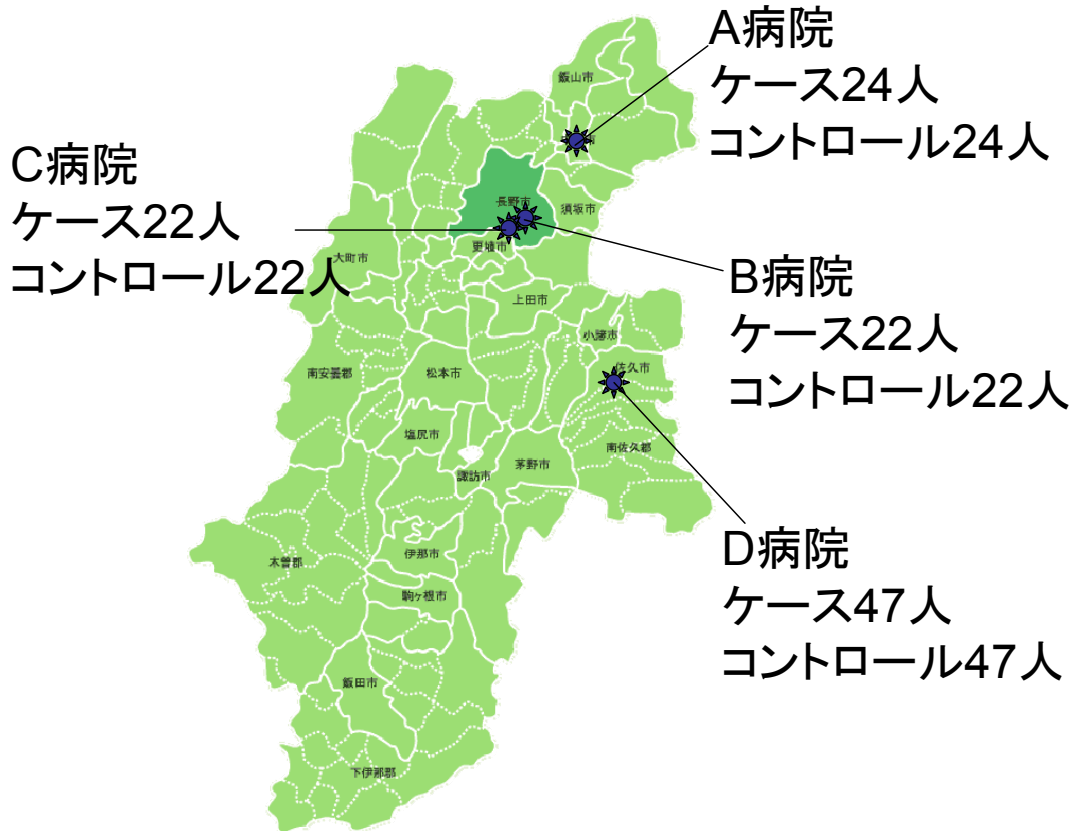 A病院
ケース24人
コントロール24人
C病院
ケース22人
コントロール22人
B病院
ケース22人
コントロール22人
D病院
ケース47人
コントロール47人
飯山市
長野市
須坂市
更埴市
大町市
上田市
小諸市
佐久市
南安曇郡
松本市
塩尻市
南佐久郡
茅野市
諏訪市
伊那市
木曽郡
駒ヶ根市
飯田市
下伊那郡